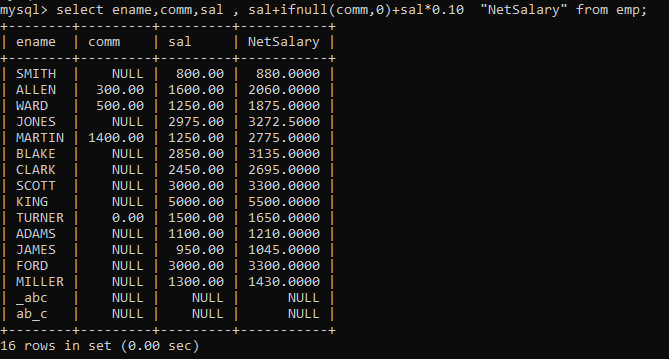 mysql> select ename,comm,sal , sal+ifnull(comm,0)+sal*0.10  "NetSalary" from emp;
+--------+---------+---------+-----------+
| ename  | comm    | sal     | NetSalary |
+--------+---------+---------+-----------+
| SMITH  |    NULL |  800.00 |  880.0000 |
| ALLEN  |  300.00 | 1600.00 | 2060.0000 |
| WARD   |  500.00 | 1250.00 | 1875.0000 |
| JONES  |    NULL | 2975.00 | 3272.5000 |
| MARTIN | 1400.00 | 1250.00 | 2775.0000 |
| BLAKE  |    NULL | 2850.00 | 3135.0000 |
| CLARK  |    NULL | 2450.00 | 2695.0000 |
| SCOTT  |    NULL | 3000.00 | 3300.0000 |
| KING   |    NULL | 5000.00 | 5500.0000 |
| TURNER |    0.00 | 1500.00 | 1650.0000 |
| ADAMS  |    NULL | 1100.00 | 1210.0000 |
| JAMES  |    NULL |  950.00 | 1045.0000 |
| FORD   |    NULL | 3000.00 | 3300.0000 |
| MILLER |    NULL | 1300.00 | 1430.0000 |
| _abc   |    NULL |    NULL |      NULL |
| ab_c   |    NULL |    NULL |      NULL |
+--------+---------+---------+-----------+
16 rows in set (0.00 sec)